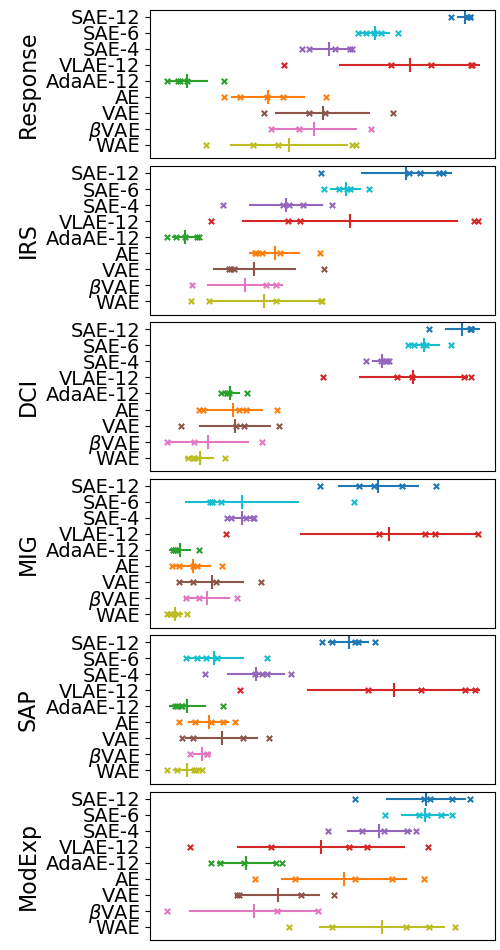 Response
SAE-12
SAE-6
SAE-4
VLAE-12
AdaAE-12
AE
VAE
βVAE
WAE
IRS
SAE-12
SAE-6
SAE-4
VLAE-12
AdaAE-12
AE
VAE
βVAE
WAE
DCI
SAE-12
SAE-6
SAE-4
VLAE-12
AdaAE-12
AE
VAE
βVAE
WAE
MIG
SAE-12
SAE-6
SAE-4
VLAE-12
AdaAE-12
AE
VAE
βVAE
WAE
SAP
SAE-12
SAE-6
SAE-4
VLAE-12
AdaAE-12
AE
VAE
βVAE
WAE
ModExp
SAE-12
SAE-6
SAE-4
VLAE-12
AdaAE-12
AE
VAE
βVAE
WAE